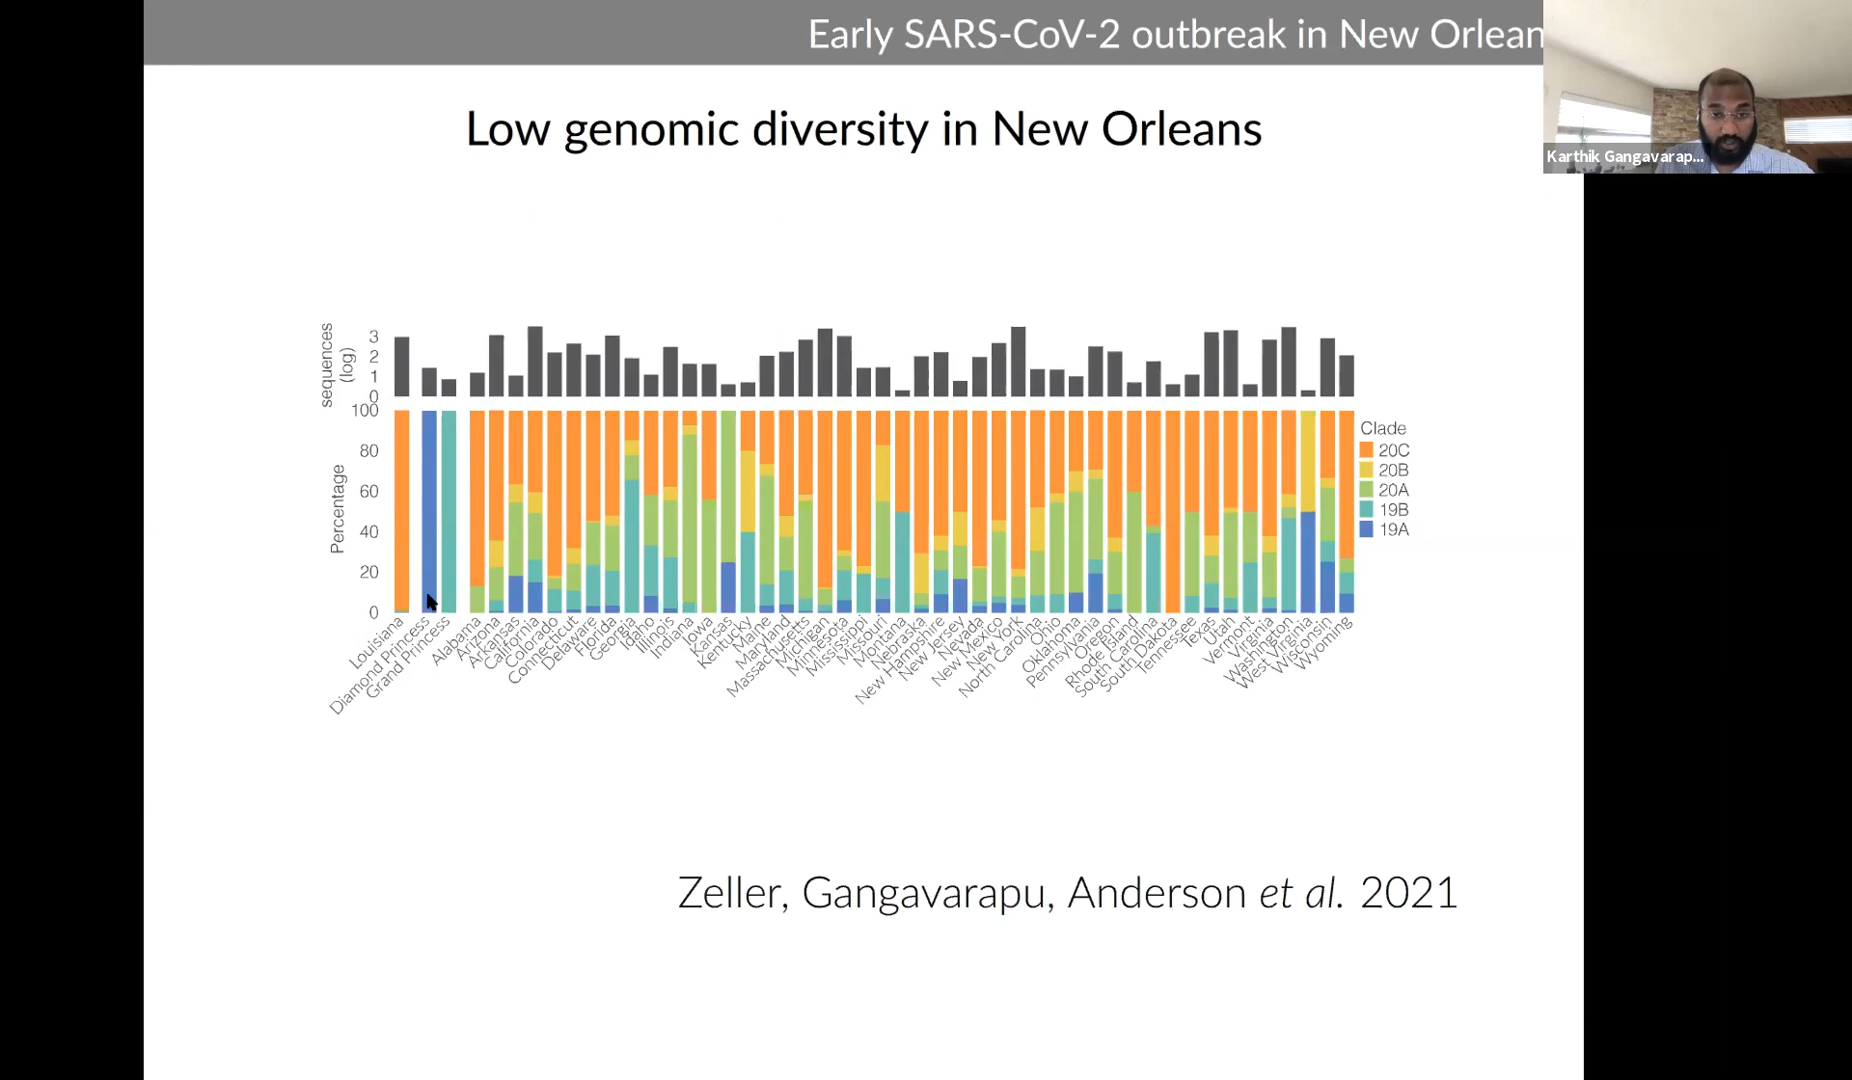 Early SARS-CoV-2 outbreak in New Orlean
Karthik Gangavarap...
Low genomic diversity in New Orleans
sequences
(log)
3
2
1
0
Percentage
100
80
60
40
20
0
Clade
20C
20B
20A
19B
19A
Louisiana
Diamond Princess
Grand Princess
Alabama
Arizona
Arkansas
California
Colorado
Connecticut
Delaware
Florida
Georgia
Idaho
Illinois
Indiana
Iowa
Kansas
Kentucky
Maine
Maryland
Massachusetts
Michigan
Minnesota
Mississippi
Missouri
Montana
Nebraska
New Hampshire
New Jersey
Nevada
New Mexico
New York
North Carolina
Ohio
Oklahoma
Pennsylvania
Oregon
Rhode Island
South Carolina
South Dakota
Tennessee
Texas
Utah
Vermont
Virginia
Washington
West Virginia
Wisconsin
Wyoming
Zeller, Gangavarapu, Anderson et al. 2021